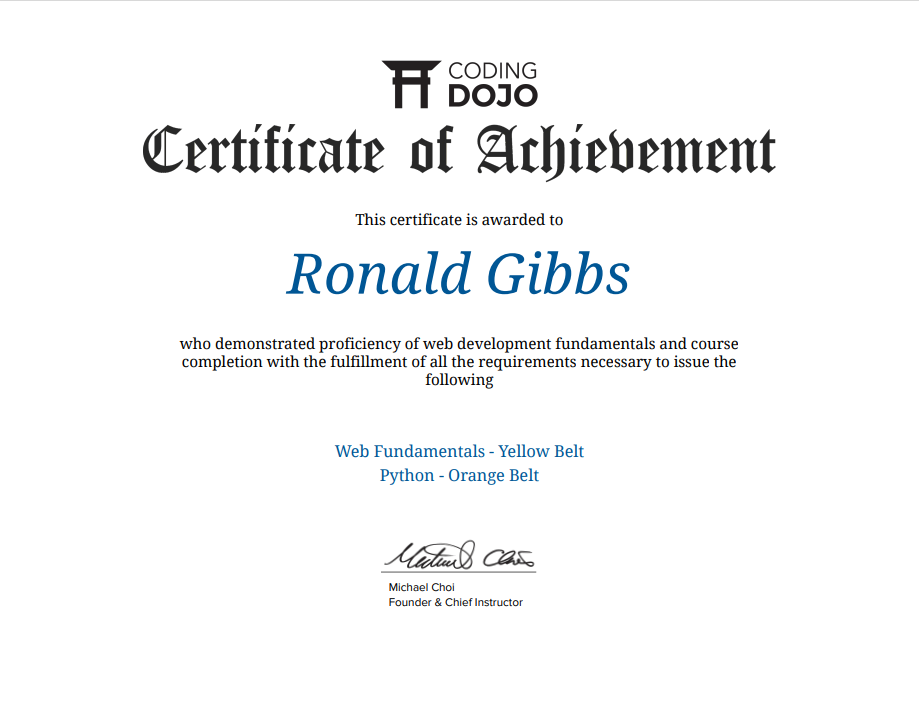 CODING
DOJO
Certificate of Achievement
This certificate is awarded to
Ronald Gibbs
who demonstrated proficiency of web development fundamentals and course
completion with the fulfillment of all the requirements necessary to issue the
following
Web Fundamentals - Yellow Belt
Python - Orange Belt
Michael Choi
Founder & Chief Instructor